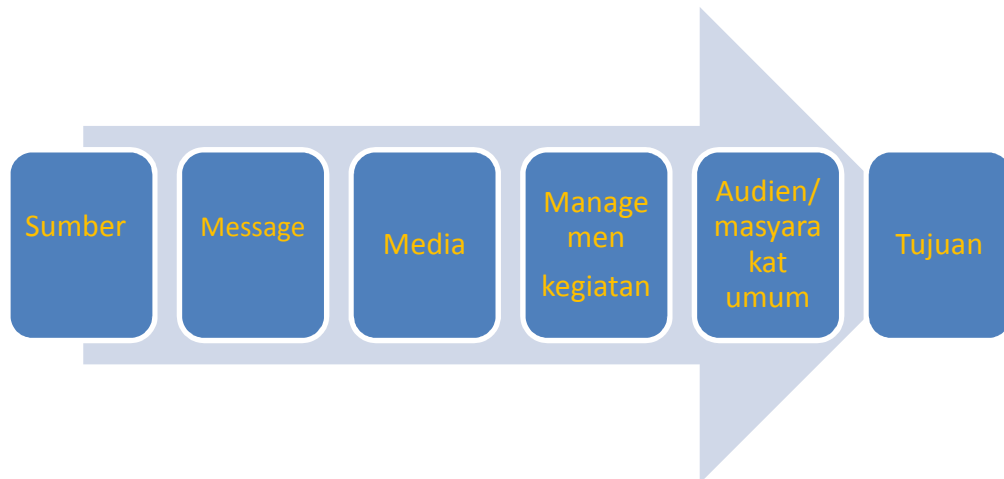 Sumber
Message
Media
Manage
men
kegiatan
Audien/
masyara
kat
umum
Tujuan